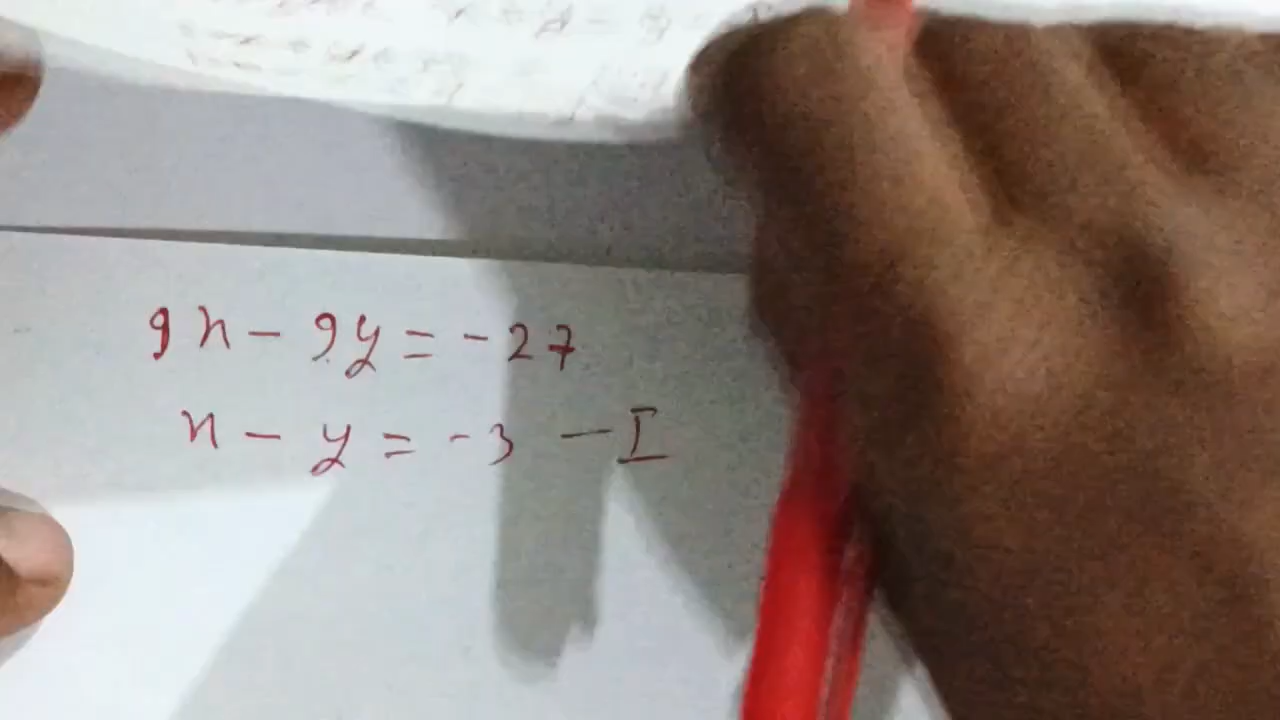 9x - 9y = -27
x - y = -3 - I